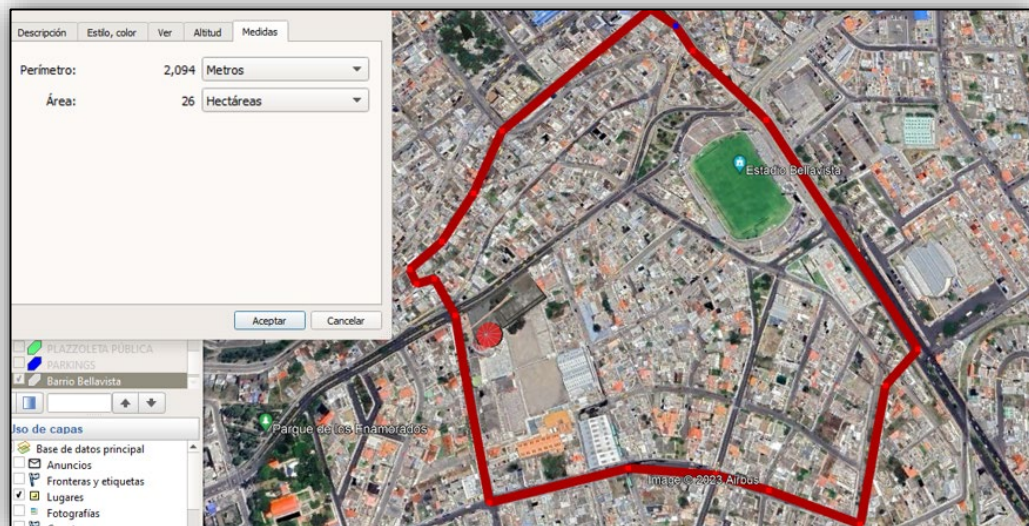 Descripción Estilo, color Ver Altitud Medidas
Perímetro: 2,094 Metros
Área: 26 Hectáreas
Aceptar Cancelar
PLAZZOLETA PÚBLICA
PARKINGS
Barrio Bellavista
Uso de capas
Base de datos principal
Anuncios
Fronteras y etiquetas
Lugares
Fotografías
Estadio Bellavista
Parque de los Enamorados
Image © 2023 Airbus